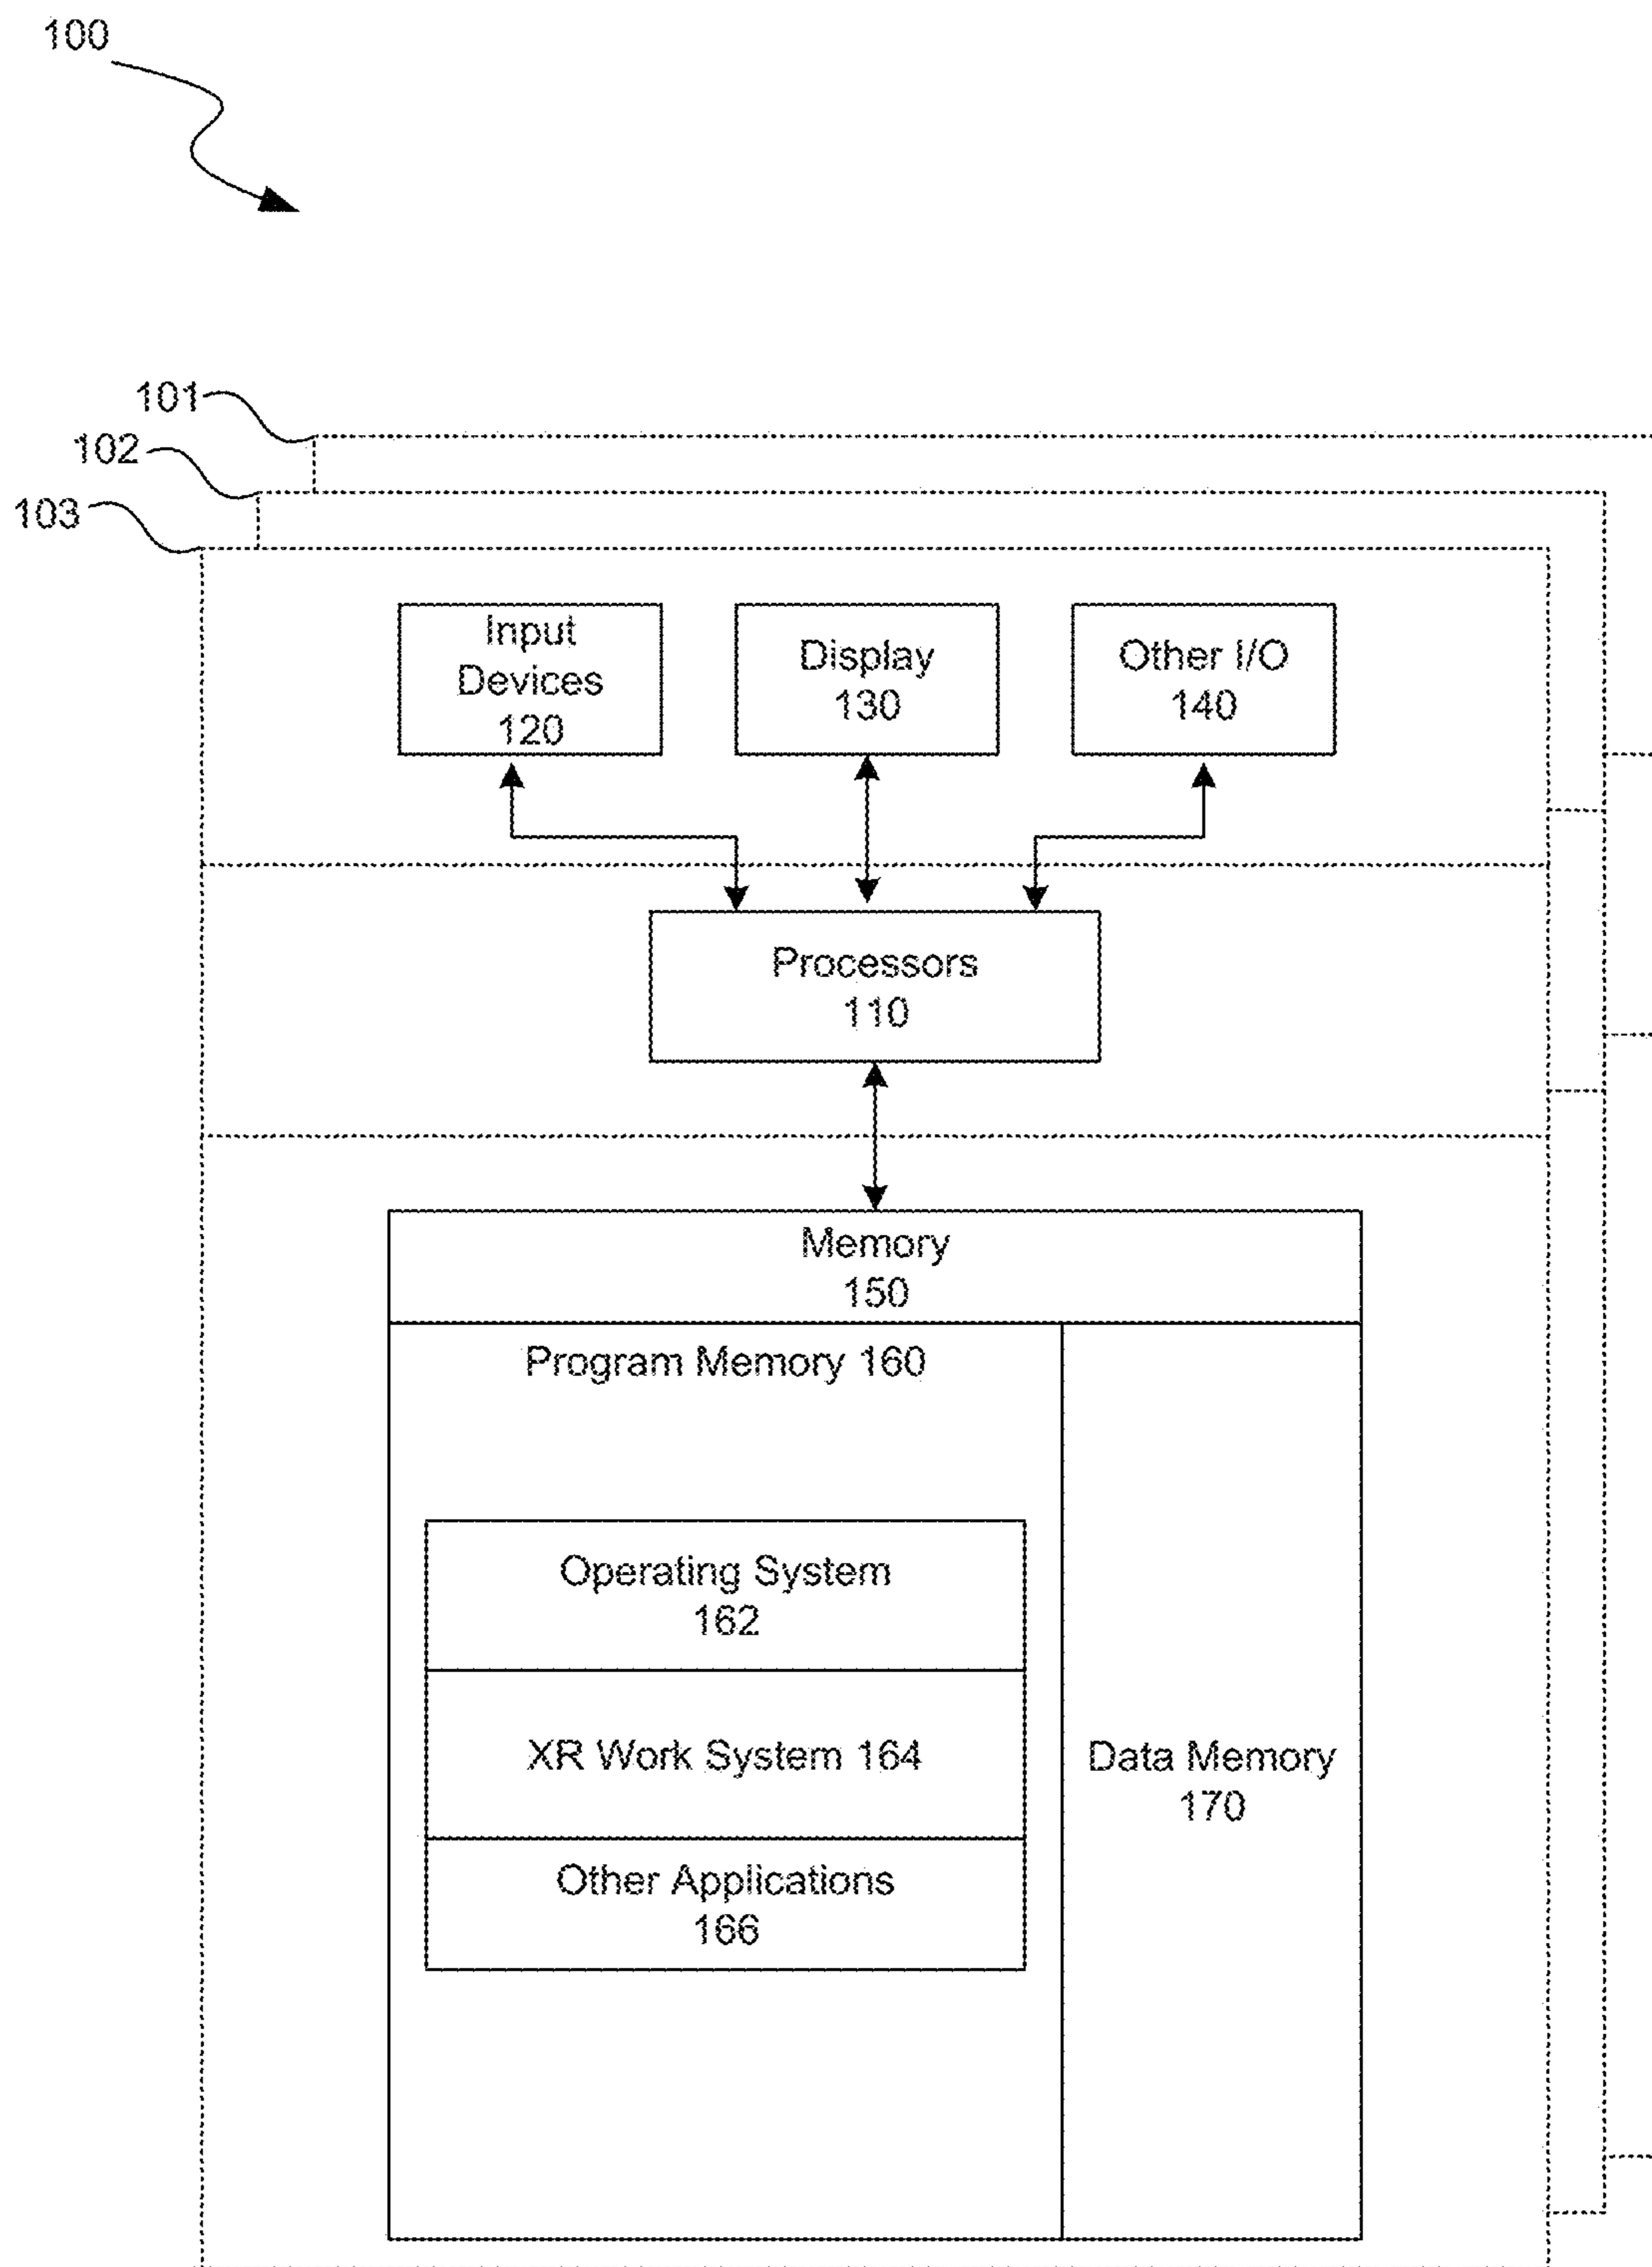 100
101
102
103
Input
Devices
120
Display
130
Other I/O
140
Processors
110
Memory
150
Program Memory 160
Operating System
162
XR Work System 164
Other Applications
166
Data Memory
170